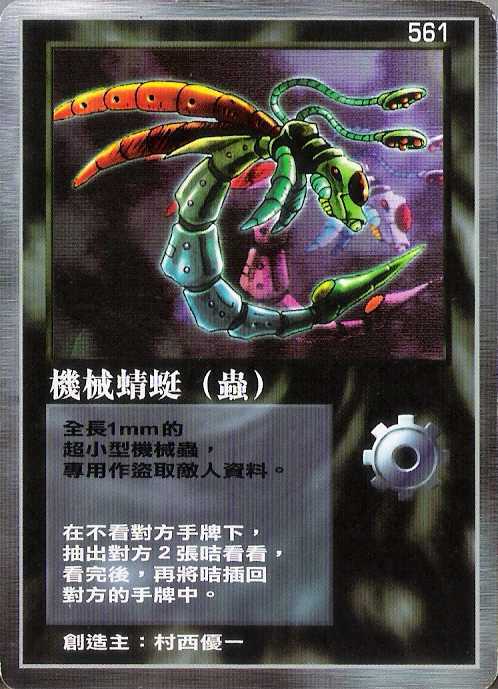 561
機械蜻蜓（蟲）
全長1mm的
超小型機械蟲，
專用作盜取敵人資料。
在不看對方手牌下，
抽出對方2張咭看看，
看完後，再將咭插回
對方的手牌中。
創造主：村西優一